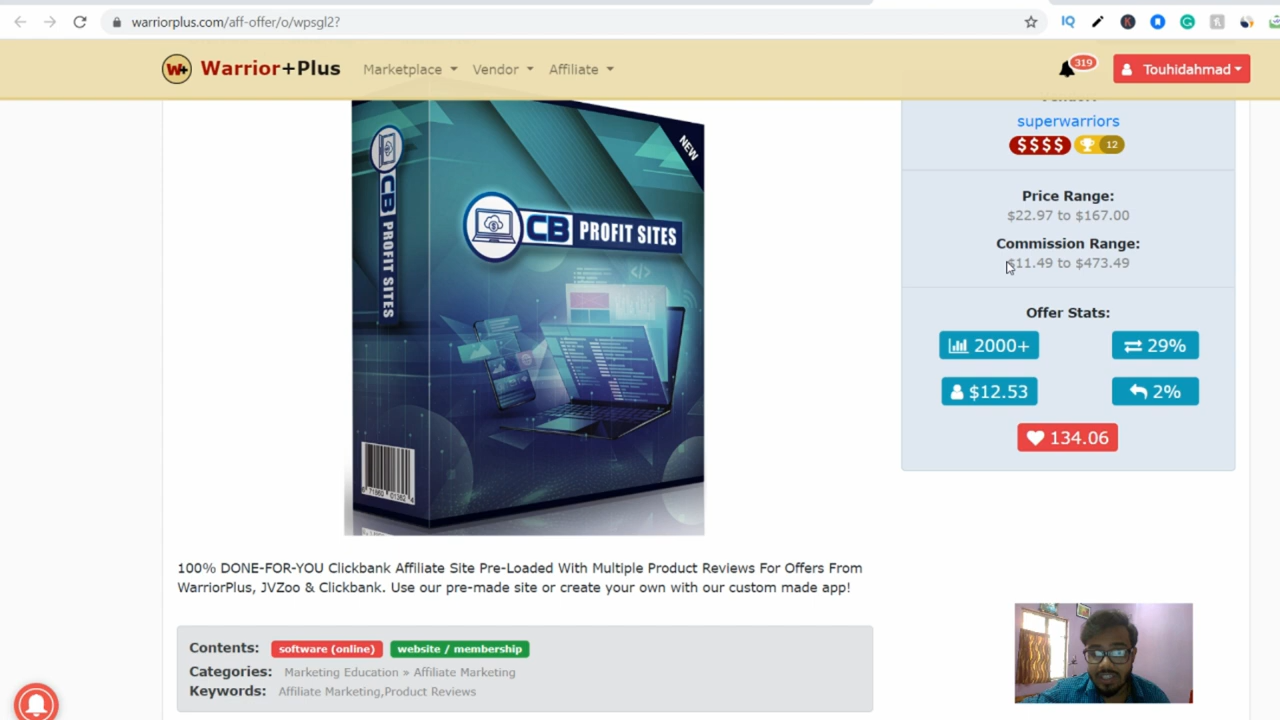 warriorplus.com/aff-offer/o/wpsgl2?
IQ
K
W+ Warrior+Plus
Marketplace
Vendor
Affiliate
319
Touhidahmad
superwarriors
$$$$ 12
Price Range:
$22.97 to $167.00
Commission Range:
$11.49 to $473.49
Offer Stats:
2000+ 29%
$12.53 2%
134.06
NEW
CB PROFIT SITES
CB PROFIT SITES
100% DONE-FOR-YOU Clickbank Affiliate Site Pre-Loaded With Multiple Product Reviews For Offers From
WarriorPlus, JVZoo & Clickbank. Use our pre-made site or create your own with our custom made app!
Contents: software (online) website / membership
Categories: Marketing Education » Affiliate Marketing
Keywords: Affiliate Marketing,Product Reviews